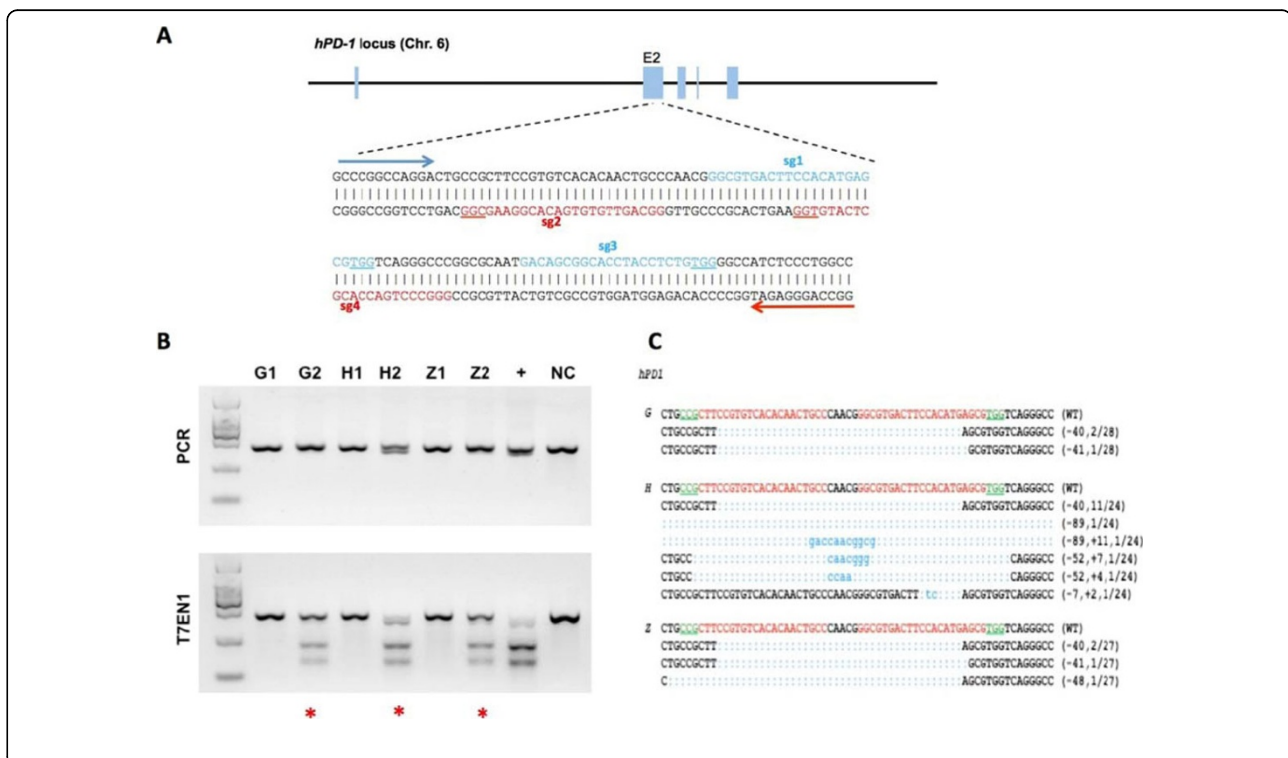 A
hPD-1 locus (Chr. 6)
E2
sg1
GCCCGGCCAGGACTGCCGCTTCCGTGTCACACAACTGCCCAACGGGCGTGACTTCCACATGAG
CGGGCCGGTCCTGACGGCGAAGGCACAGTGTGTTGACGGGTTGCCCGCACTGAAGGTGTACTC
sg2
sg3
CGTGGTCAGGGCCCGGCGCAATGACAGCGGCACCTACCTCTGTGGGGCCATCTCCCTGGCC
GCACCAGTCCCGGGCCGCGTTACTGTCGCCGTGGATGGAGACACCCCGGTAGAGGGACCGG
sg4
B
G1 G2 H1 H2 Z1 Z2 + NC
PCR
T7EN1
* * *
C
hPD1
G CTGCCGCTTCCGTGTCACACAACTGCCCAACGGGCGTGACTTCCACATGAGCGTGGTCAGGGCC (WT)
CTGCCGCTT AGCGTGGTCAGGGCC (-40,2/28)
CTGCCGCTT GCGTGGTCAGGGCC (-41,1/28)
H CTGCCGCTTCCGTGTCACACAACTGCCCAACGGGCGTGACTTCCACATGAGCGTGGTCAGGGCC (WT)
CTGCCGCTT AGCGTGGTCAGGGCC (-40,11/24)
(-89,1/24)
gaccaacggcg (-89,+11,1/24)
CTGCC caacggg CAGGGCC (-52,+7,1/24)
CTGCC ccaa CAGGGCC (-52,+4,1/24)
CTGCCGCTTCCGTGTCACACAACTGCCCAACGGGCGTGACTT tc AGCGTGGTCAGGGCC (-7,+2,1/24)
Z CTGCCGCTTCCGTGTCACACAACTGCCCAACGGGCGTGACTTCCACATGAGCGTGGTCAGGGCC (WT)
CTGCCGCTT AGCGTGGTCAGGGCC (-40,2/27)
CTGCCGCTT GCGTGGTCAGGGCC (-41,1/27)
C AGCGTGGTCAGGGCC (-48,1/27)